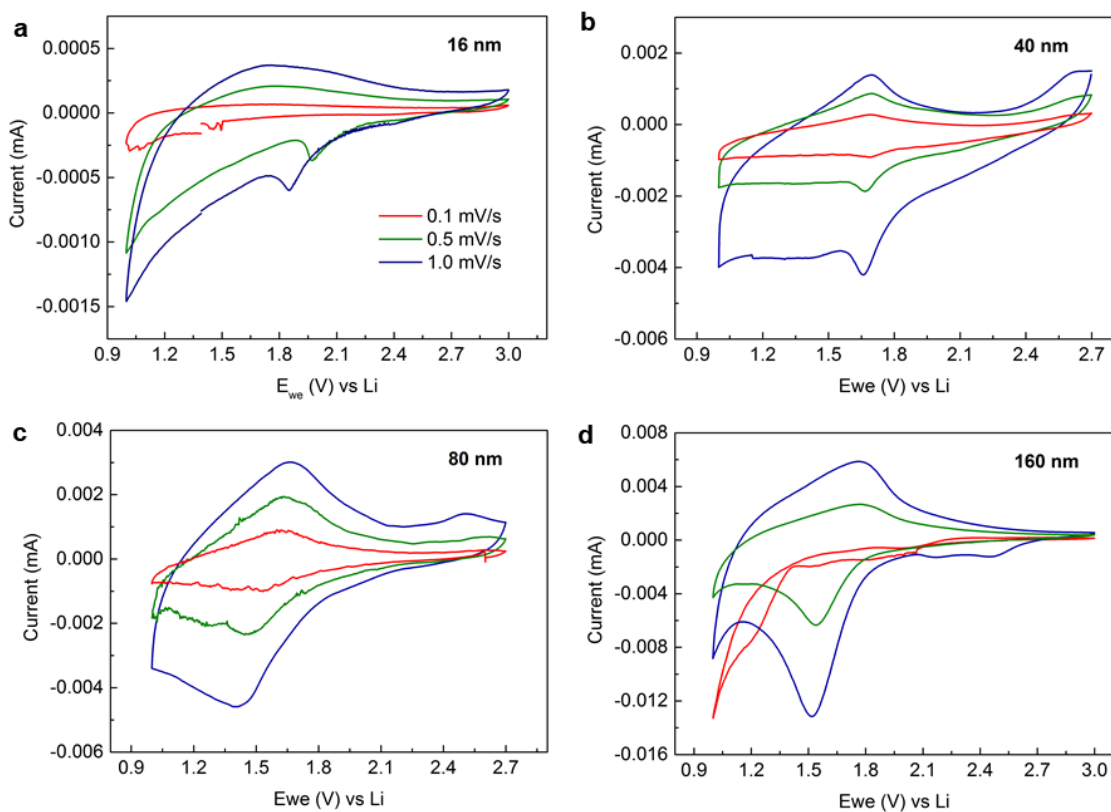 a
16 nm
0.0005
0.0000
-0.0005
-0.0010
-0.0015
Current (mA)
0.1 mV/s
0.5 mV/s
1.0 mV/s
0.9 1.2 1.5 1.8 2.1 2.4 2.7 3.0
Ewe (V) vs Li
b
40 nm
0.002
0.000
-0.002
-0.004
-0.006
Current (mA)
0.9 1.2 1.5 1.8 2.1 2.4 2.7
Ewe (V) vs Li
c
80 nm
0.004
0.002
0.000
-0.002
-0.004
-0.006
Current (mA)
0.9 1.2 1.5 1.8 2.1 2.4 2.7
Ewe (V) vs Li
d
160 nm
0.008
0.004
0.000
-0.004
-0.008
-0.012
-0.016
Current (mA)
0.9 1.2 1.5 1.8 2.1 2.4 2.7 3.0
Ewe (V) vs Li